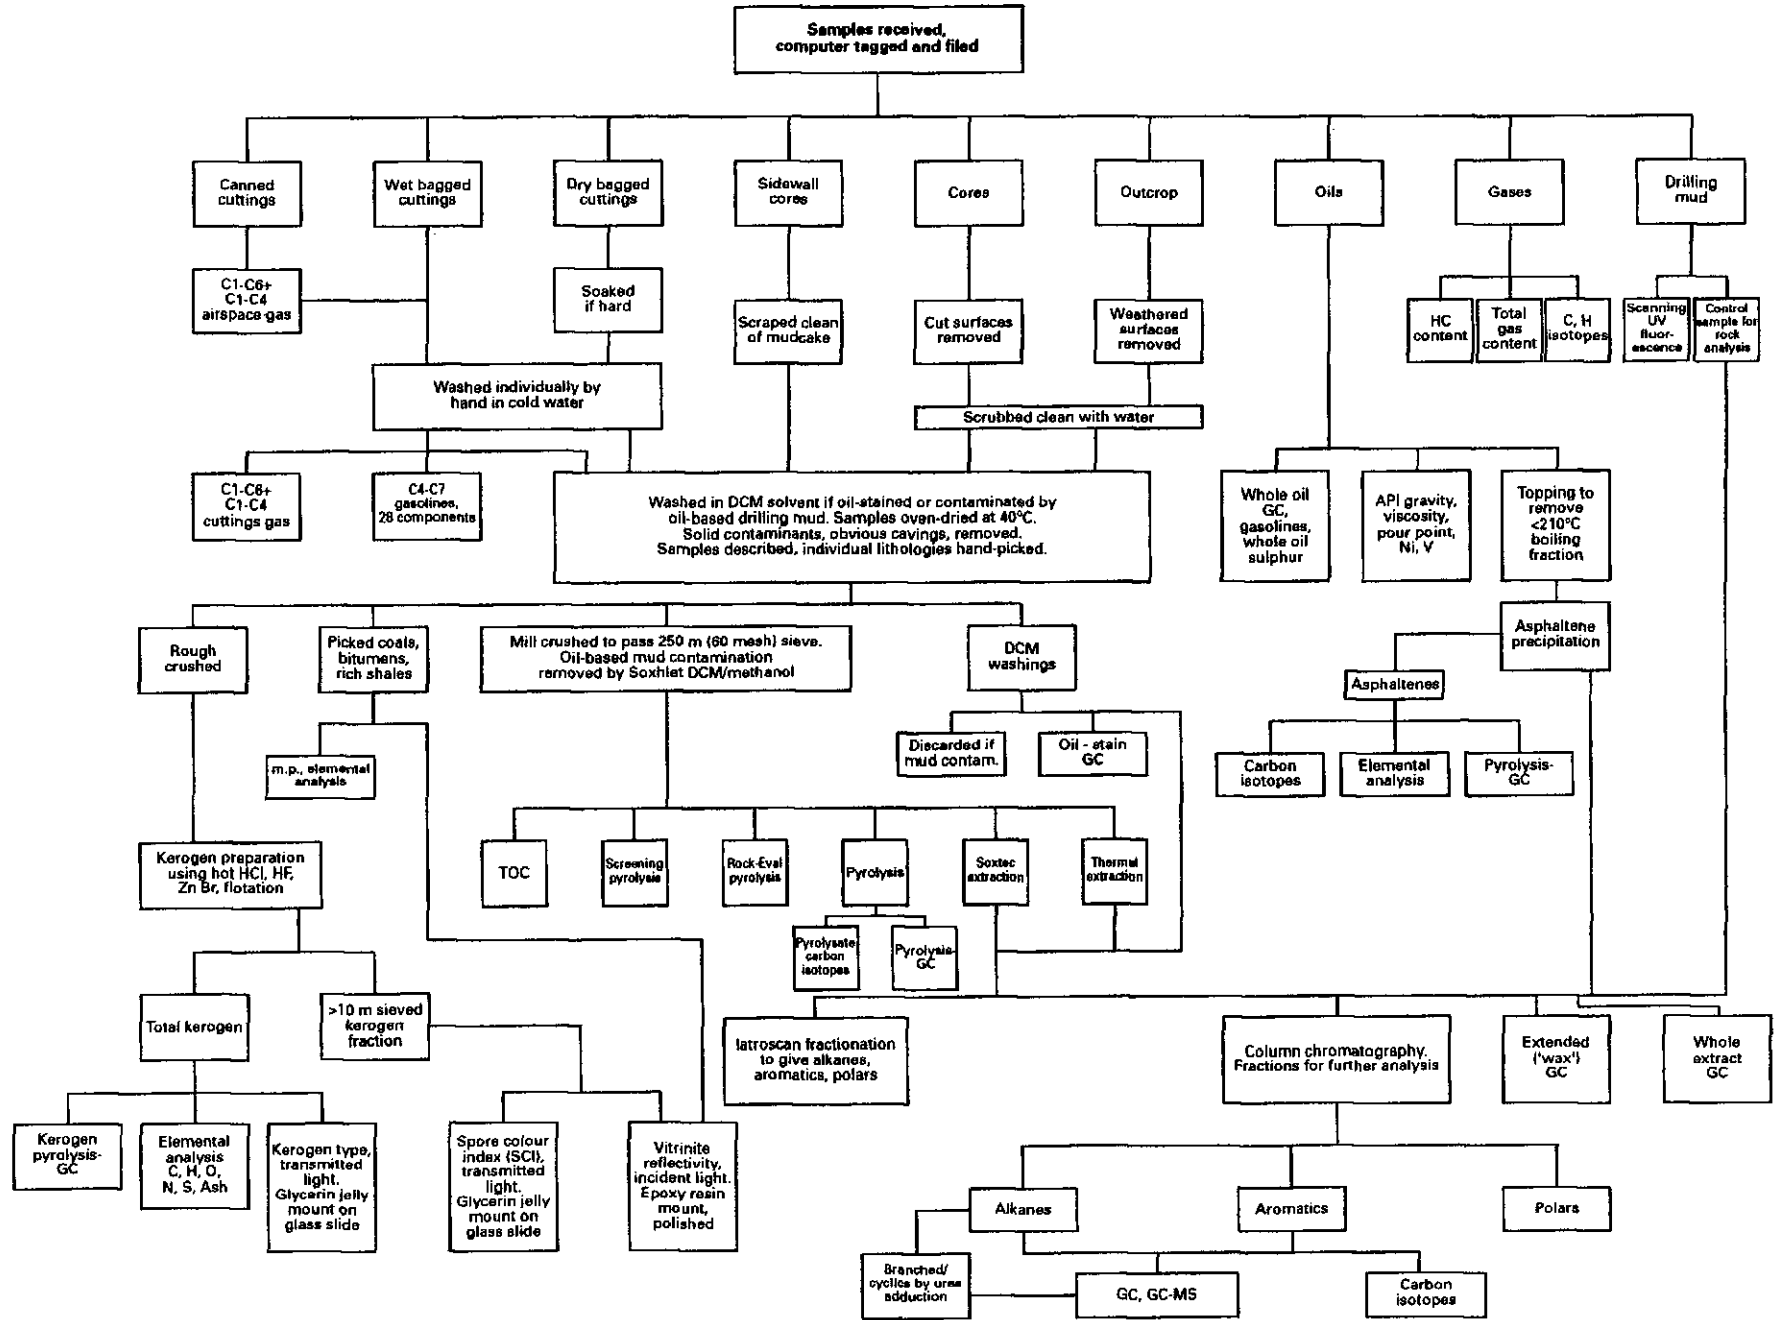 Samples received,
computer tagged and filed
Canned
cuttings
Wet bagged
cuttings
Dry bagged
cuttings
Sidewall
cores
Cores
Outcrop
Oils
Gases
Drilling
mud
C1-C6+
C1-C4
airspace gas
Soaked
if hard
Scraped clean
of mudcake
Cut surfaces
removed
Weathered
surfaces
removed
HC
content
Total
gas
content
C, H
isotopes
Scanning
UV
fluor-
escence
Control
sample for
rock
analysis
Washed individually by
hand in cold water
Scrubbed clean with water
C1-C6+
C1-C4
cuttings gas
C4-C7
gasolines,
28 components
Washed in DCM solvent if oil-stained or contaminated by
oil-based drilling mud. Samples oven-dried at 40°C.
Solid contaminants, obvious cavings, removed.
Samples described, individual lithologies hand-picked.
Whole oil
GC,
gasolines,
whole oil
sulphur
API gravity,
viscosity,
pour point,
Ni, V
Topping to
remove
<210°C
boiling
fraction
Rough
crushed
Picked coals,
bitumens,
rich shales
Mill crushed to pass 250 m (60 mesh) sieve.
Oil-based mud contamination
removed by Soxhlet DCM/methanol
DCM
washings
Asphaltene
precipitation
Asphaltenes
m.p., elemental
analysis
Discarded if
mud contam.
Oil - stain
GC
Carbon
isotopes
Elemental
analysis
Pyrolysis-
GC
Kerogen preparation
using hot HCl, HF,
Zn Br, flotation
TOC
Screening
pyrolysis
Rock-Eval
pyrolysis
Pyrolysis
Soxtec
extraction
Thermal
extraction
Pyrolysate
carbon
isotopes
Pyrolysis-
GC
Total kerogen
>10 m sieved
kerogen
fraction
Iatroscan fractionation
to give alkanes,
aromatics, polars
Column chromatography.
Fractions for further analysis
Extended
('wax')
GC
Whole
extract
GC
Kerogen
pyrolysis-
GC
Elemental
analysis
C, H, O,
N, S, Ash
Kerogen type,
transmitted
light.
Glycerin jelly
mount on
glass slide
Spore colour
index (SCI),
transmitted
light.
Glycerin jelly
mount on
glass slide
Vitrinite
reflectivity,
incident light.
Epoxy resin
mount,
polished
Alkanes
Aromatics
Polars
Branched/
cyclics by urea
adduction
GC, GC-MS
Carbon
isotopes